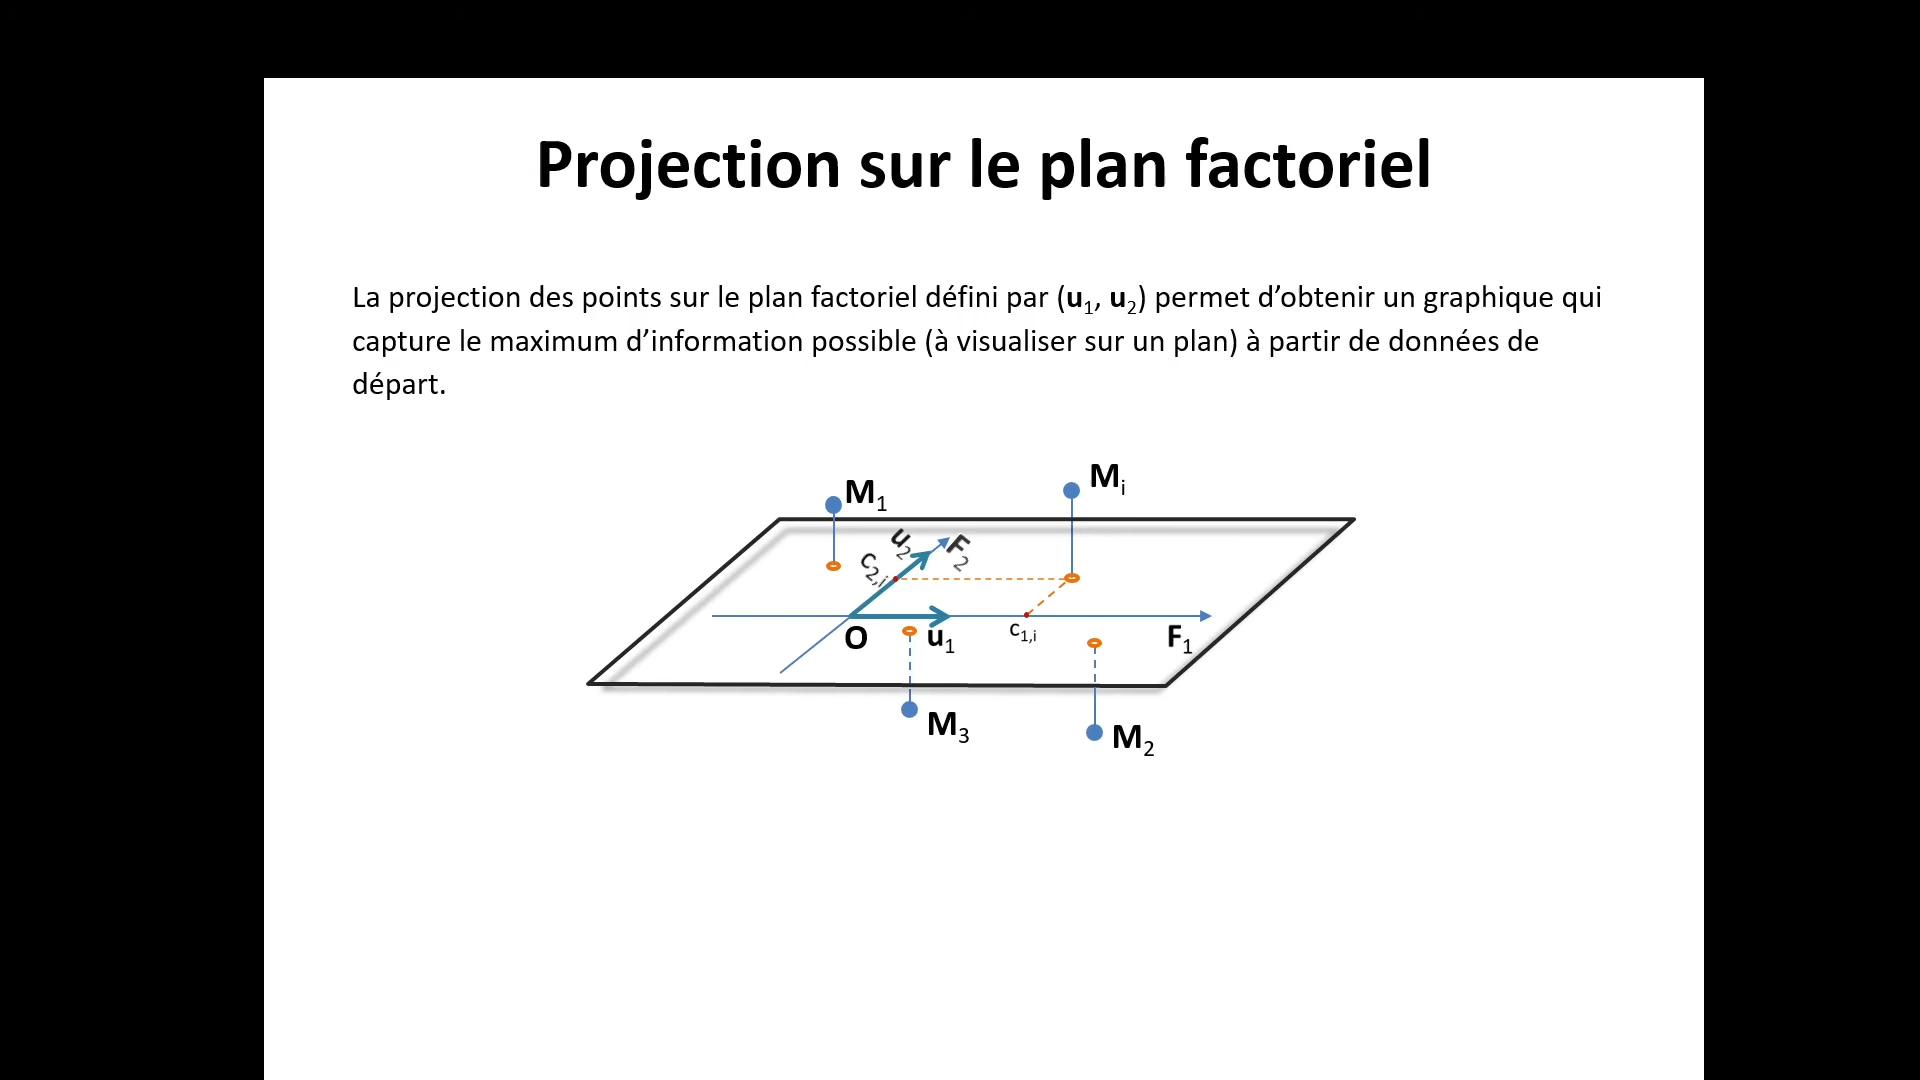 Projection sur le plan factoriel
La projection des points sur le plan factoriel défini par (u₁, u₂) permet d’obtenir un graphique qui
capture le maximum d’information possible (à visualiser sur un plan) à partir de données de
départ.
Mᵢ
M₁
u₂
F₂
c₂,ᵢ
O
u₁
c₁,ᵢ
F₁
M₃
M₂